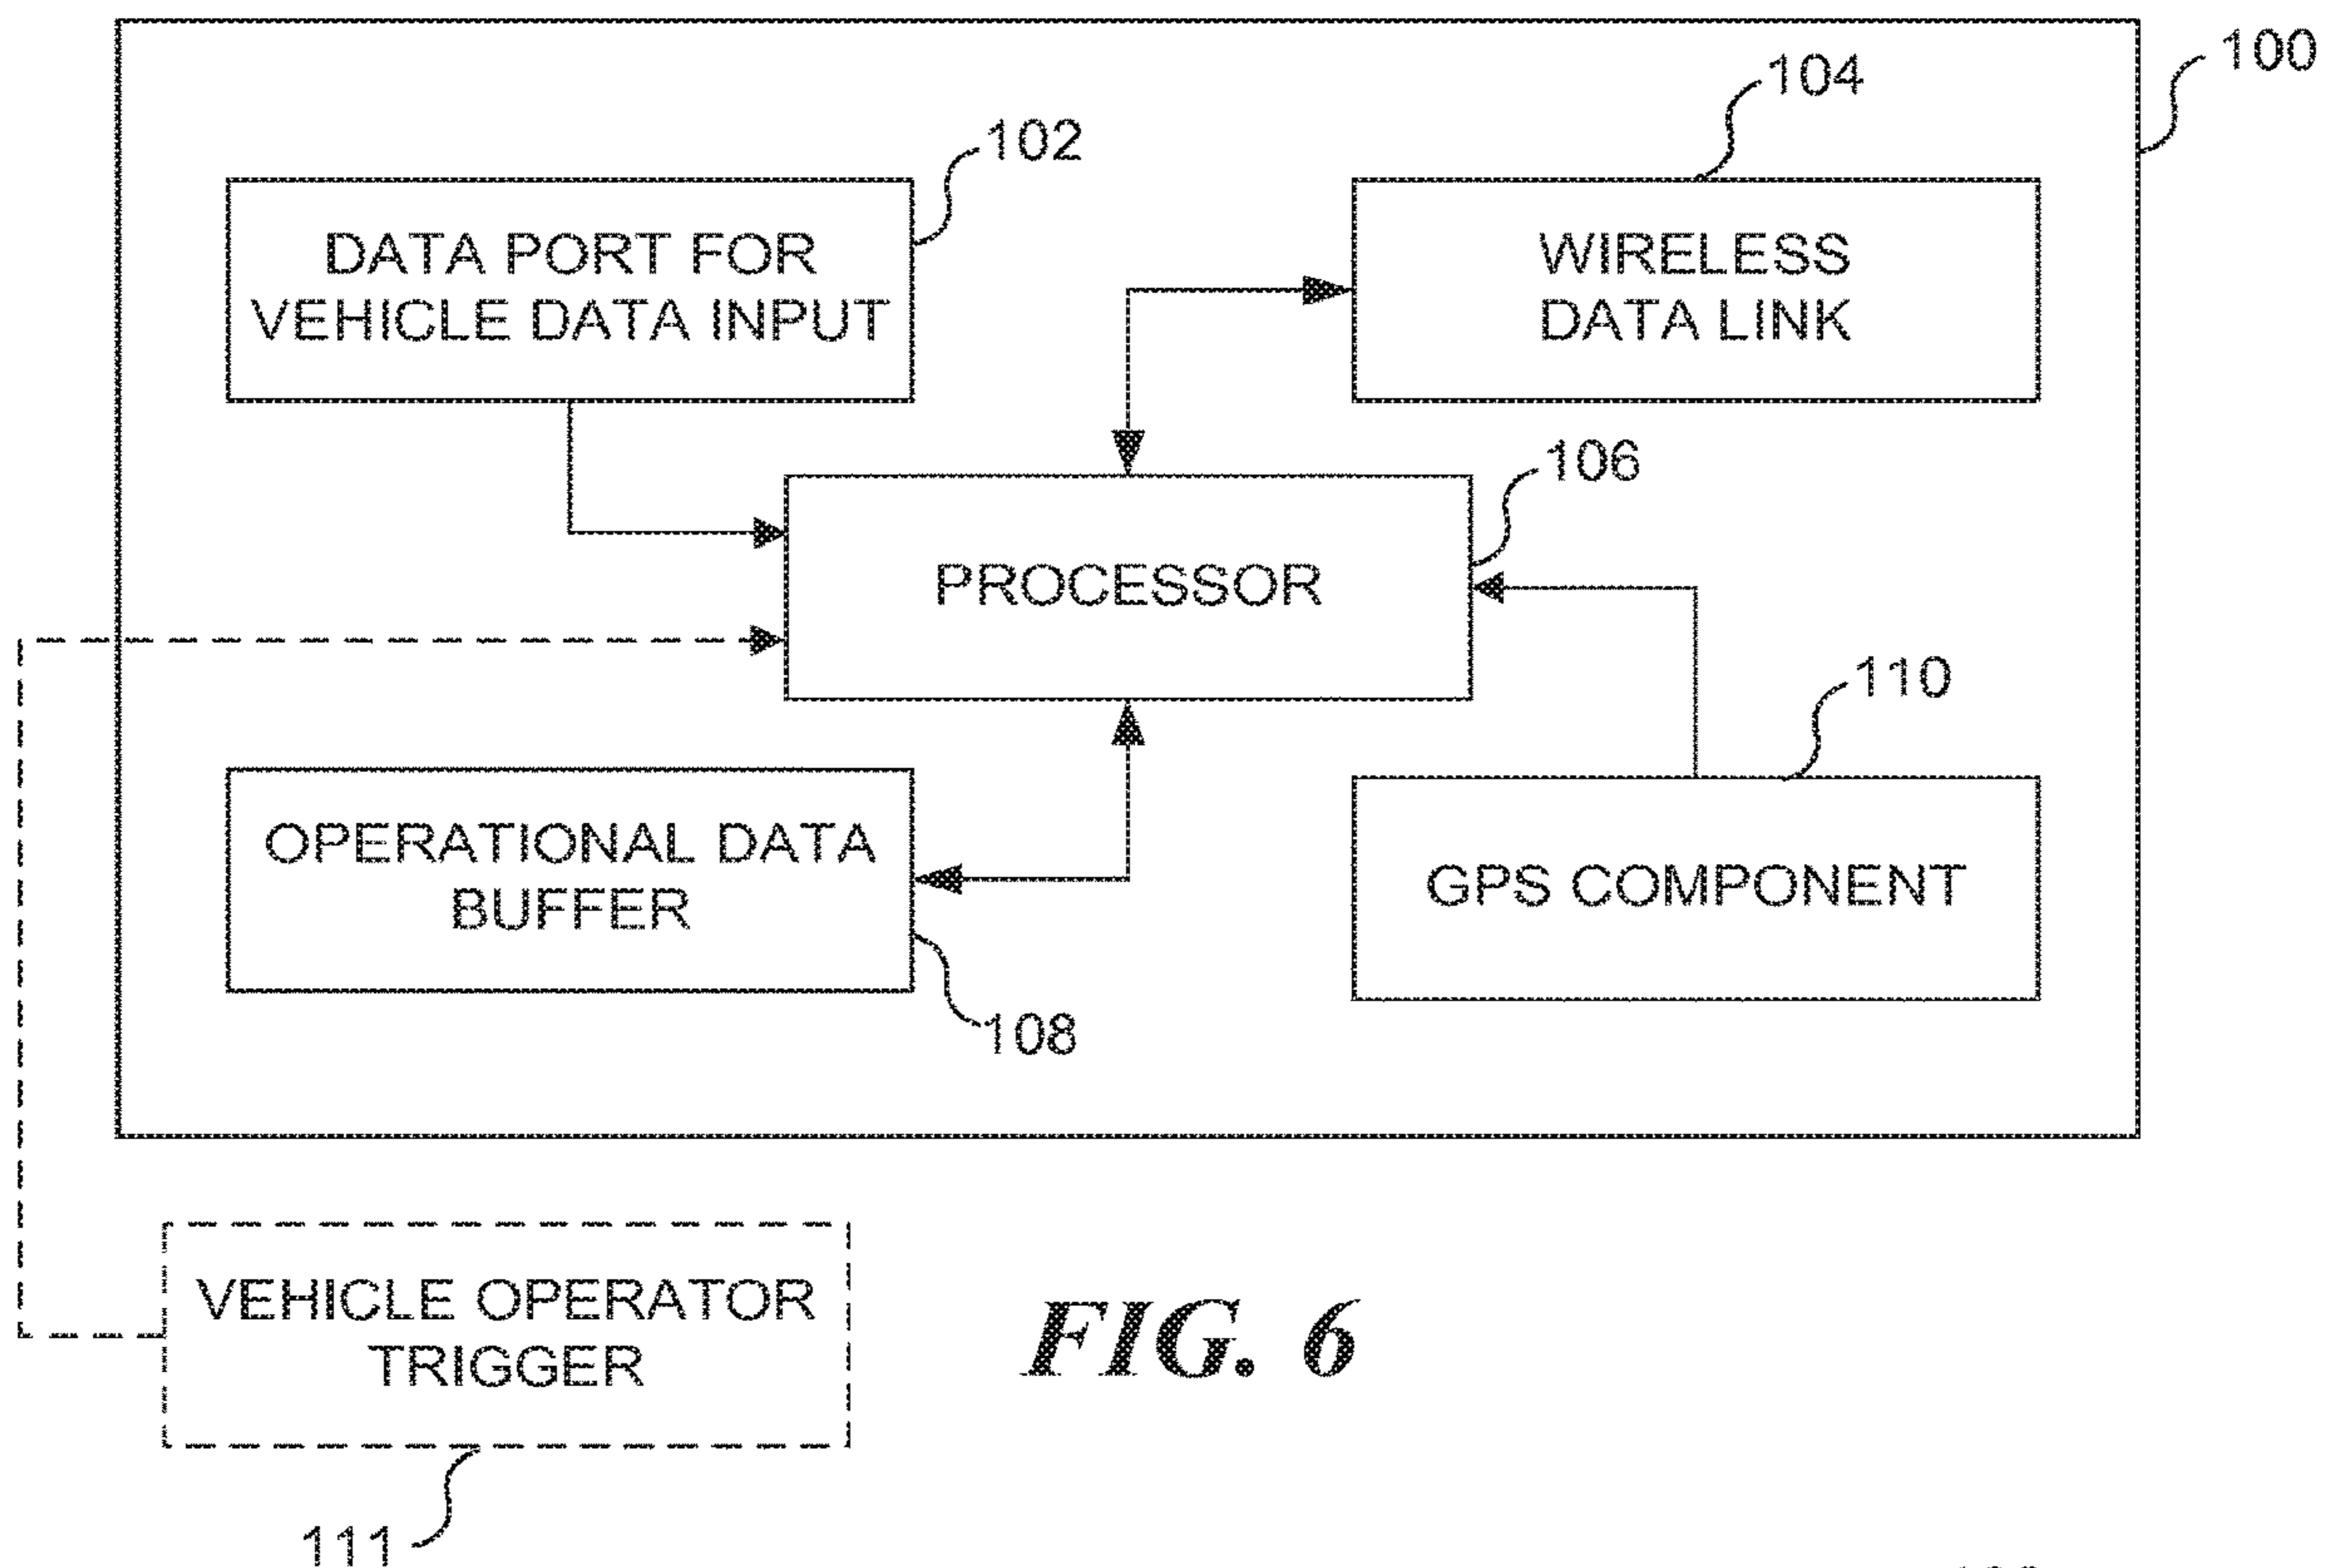 100
104
102
DATA PORT FOR
VEHICLE DATA INPUT
WIRELESS
DATA LINK
106
PROCESSOR
110
OPERATIONAL DATA
BUFFER
GPS COMPONENT
108
VEHICLE OPERATOR
TRIGGER
FIG. 6
111